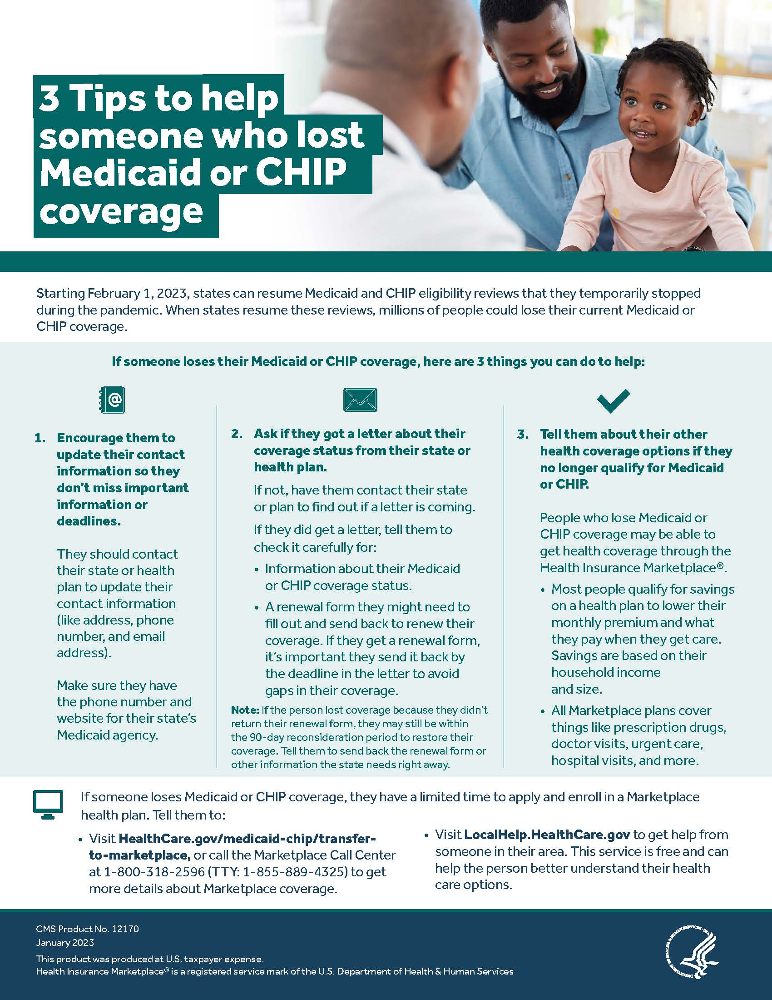 3 Tips to help
someone who lost
Medicaid or CHIP
coverage
Starting February 1, 2023, states can resume Medicaid and CHIP eligibility reviews that they temporarily stopped
during the pandemic. When states resume these reviews, millions of people could lose their current Medicaid or
CHIP coverage.
If someone loses their Medicaid or CHIP coverage, here are 3 things you can do to help:
@
1. Encourage them to
update their contact
information so they
don't miss important
information or
deadlines.
They should contact
their state or health
plan to update their
contact information
(like address, phone
number, and email
address).
Make sure they have
the phone number and
website for their state's
Medicaid agency.
2. Ask if they got a letter about their
coverage status from their state or
health plan.
If not, have them contact their state
or plan to find out if a letter is coming.
If they did get a letter, tell them to
check it carefully for:
• Information about their Medicaid
or CHIP coverage status.
• A renewal form they might need to
fill out and send back to renew their
coverage. If they get a renewal form,
it's important they send it back by
the deadline in the letter to avoid
gaps in their coverage.
Note: If the person lost coverage because they didn't
return their renewal form, they may still be within
the 90-day reconsideration period to restore their
coverage. Tell them to send back the renewal form or
other information the state needs right away.
3. Tell them about their other
health coverage options if they
no longer qualify for Medicaid
or CHIP.
People who lose Medicaid or
CHIP coverage may be able to
get health coverage through the
Health Insurance Marketplace®.
• Most people qualify for savings
on a health plan to lower their
monthly premium and what
they pay when they get care.
Savings are based on their
household income
and size.
• All Marketplace plans cover
things like prescription drugs,
doctor visits, urgent care,
hospital visits, and more.
If someone loses Medicaid or CHIP coverage, they have a limited time to apply and enroll in a Marketplace
health plan. Tell them to:
• Visit HealthCare.gov/medicaid-chip/transfer-
to-marketplace, or call the Marketplace Call Center
at 1-800-318-2596 (TTY: 1-855-889-4325) to get
more details about Marketplace coverage.
• Visit LocalHelp.HealthCare.gov to get help from
someone in their area. This service is free and can
help the person better understand their health
care options.
CMS Product No. 12170
January 2023
This product was produced at U.S. taxpayer expense.
Health Insurance Marketplace® is a registered service mark of the U.S. Department of Health & Human Services
DEPARTMENT OF HEALTH & HUMAN SERVICES · USA